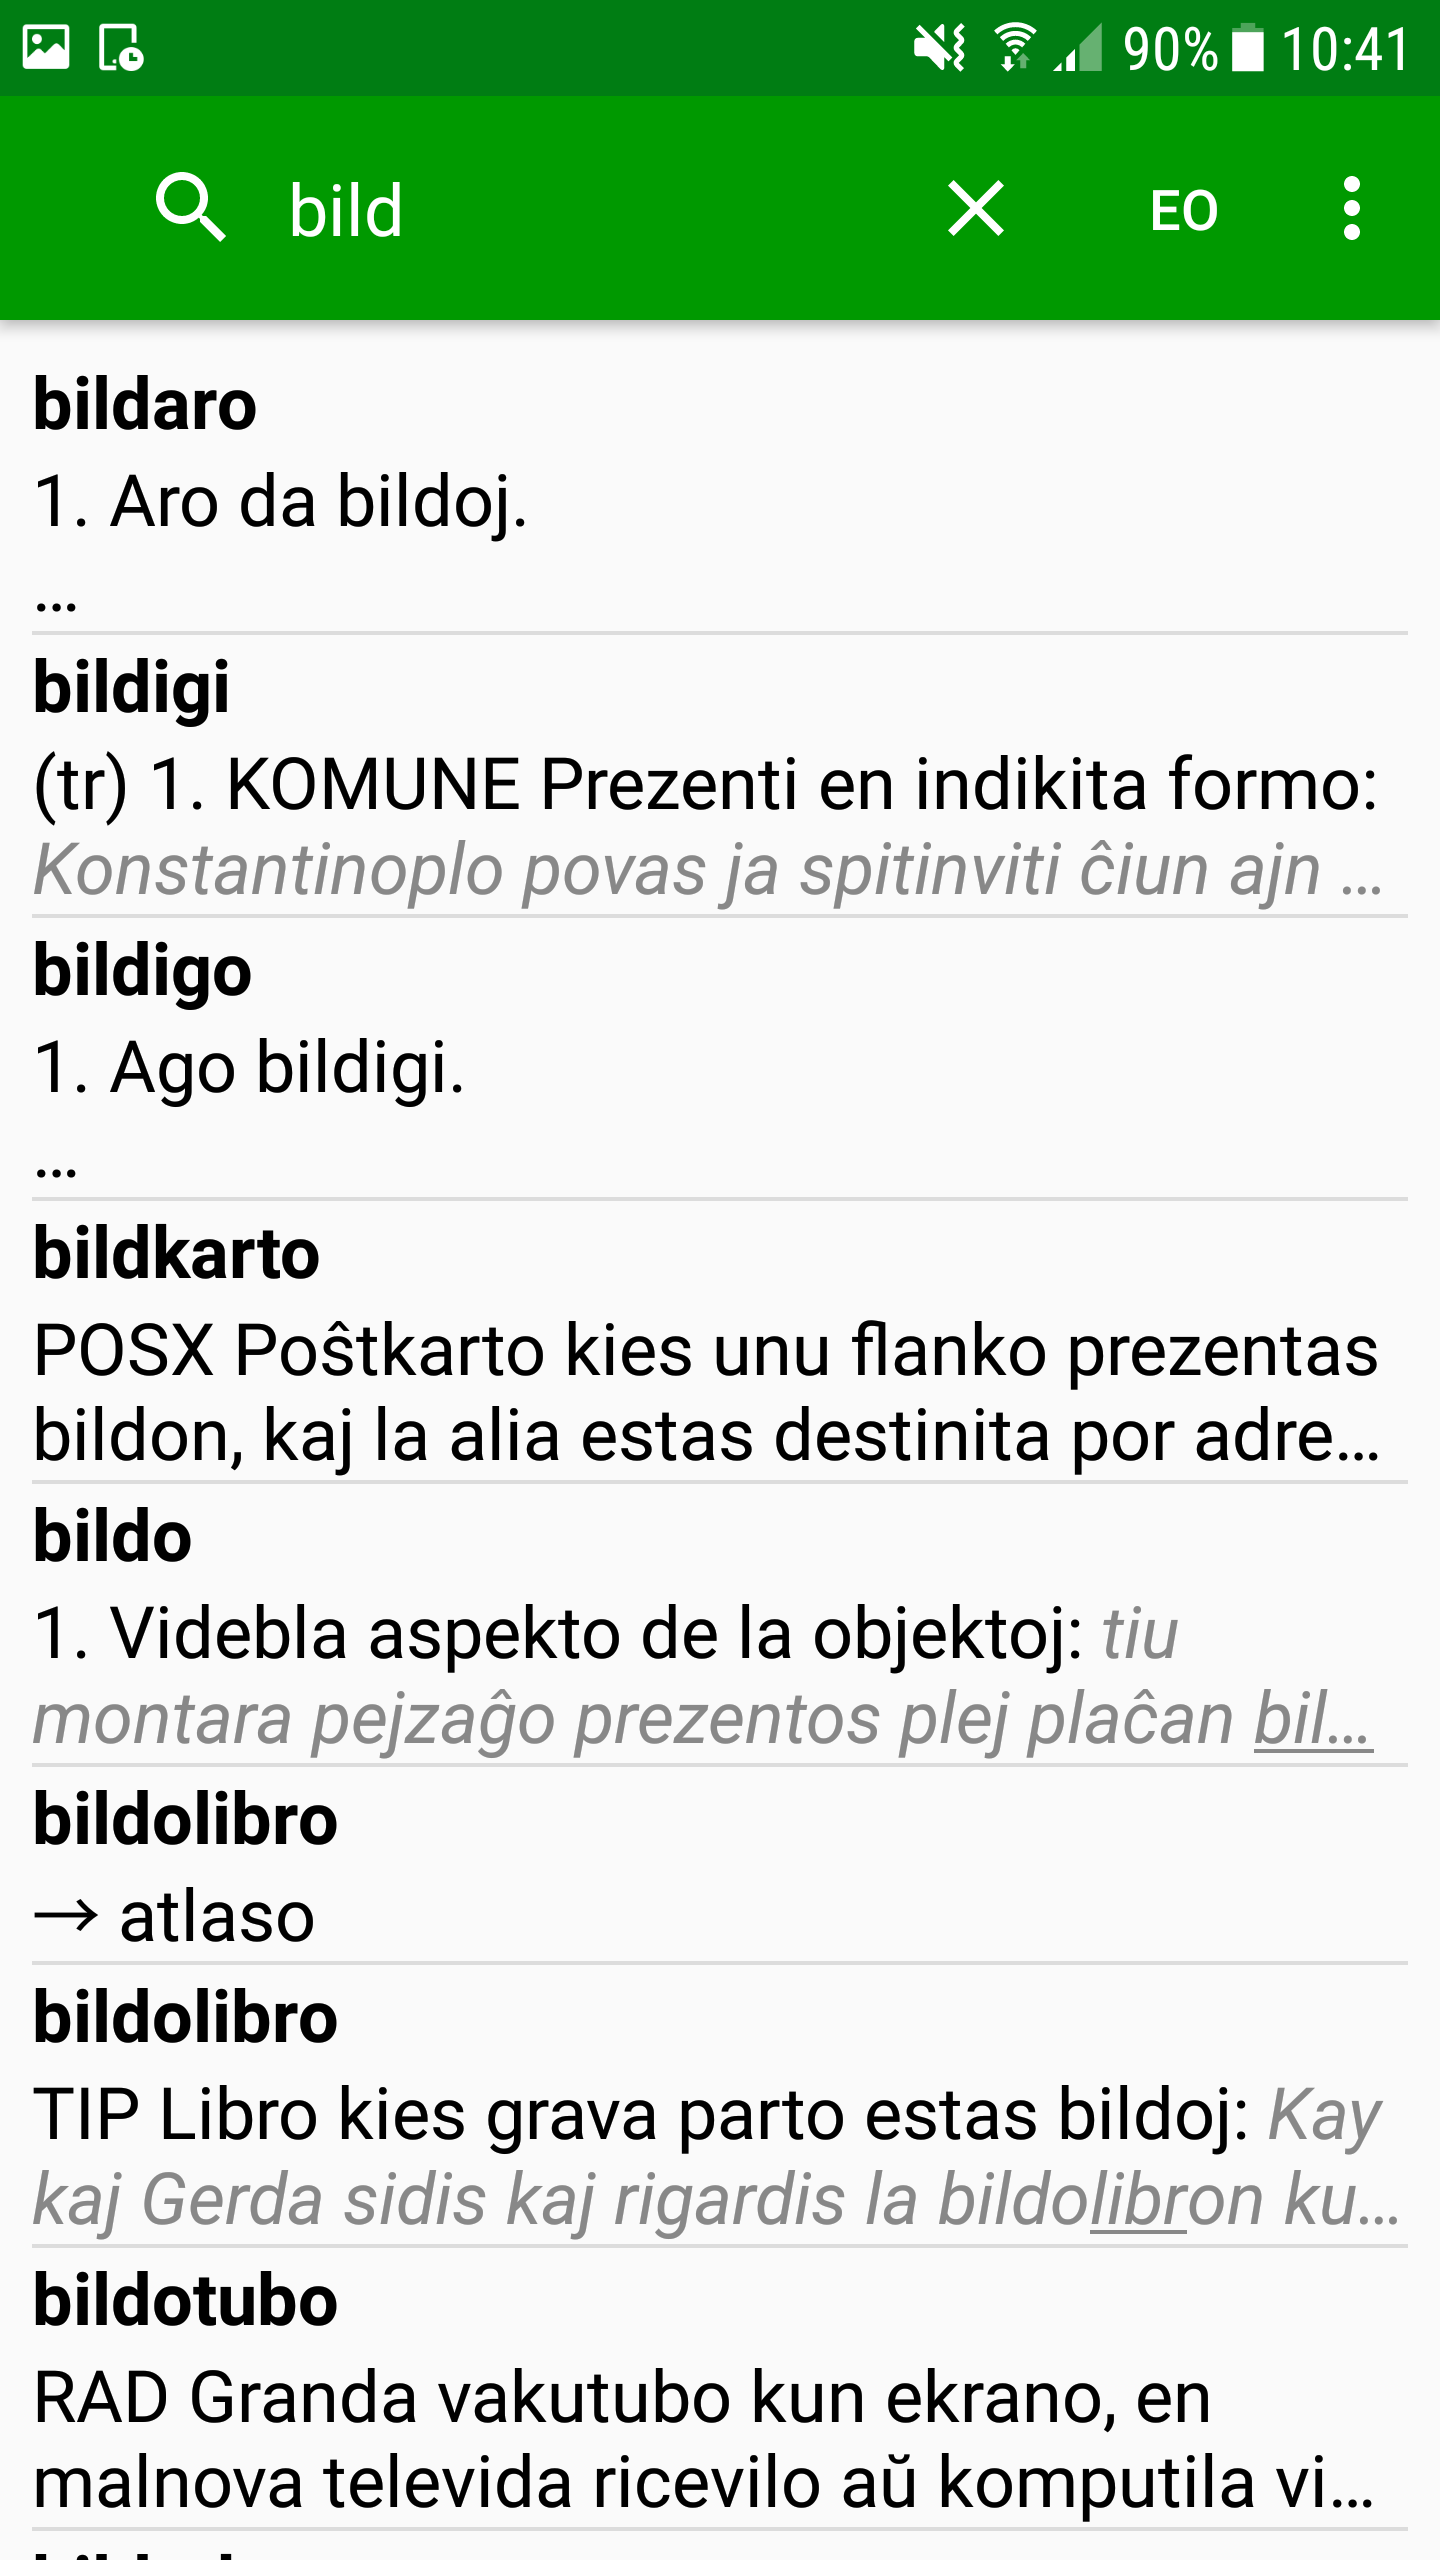 90% 10:41
bild EO
bildaro
1. Aro da bildoj.
…
bildigi
(tr) 1. KOMUNE Prezenti en indikita formo:
Konstantinoplo povas ja spitinviti ĉiun ajn …
bildigo
1. Ago bildigi.
…
bildkarto
POSX Poŝtkarto kies unu flanko prezentas
bildon, kaj la alia estas destinita por adre…
bildo
1. Videbla aspekto de la objektoj: tiu
montara pejzaĝo prezentos plej plaĉan bil…
bildolibro
→ atlaso
bildolibro
TIP Libro kies grava parto estas bildoj: Kay
kaj Gerda sidis kaj rigardis la bildolibron ku…
bildotubo
RAD Granda vakutubo kun ekrano, en
malnova televida ricevilo aŭ komputila vi…